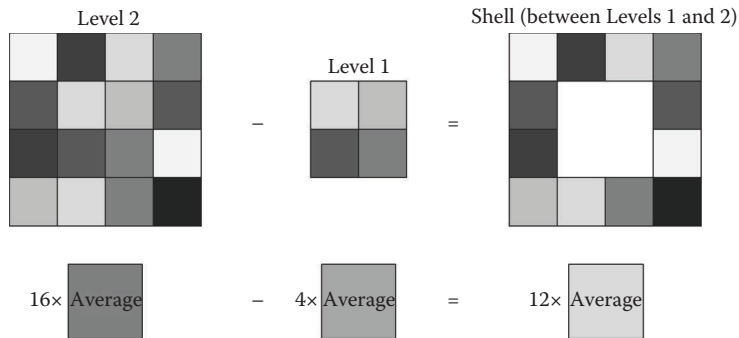 Level 2
Level 1
Shell (between Levels 1 and 2)
–
=
16× Average
–
4× Average
=
12× Average